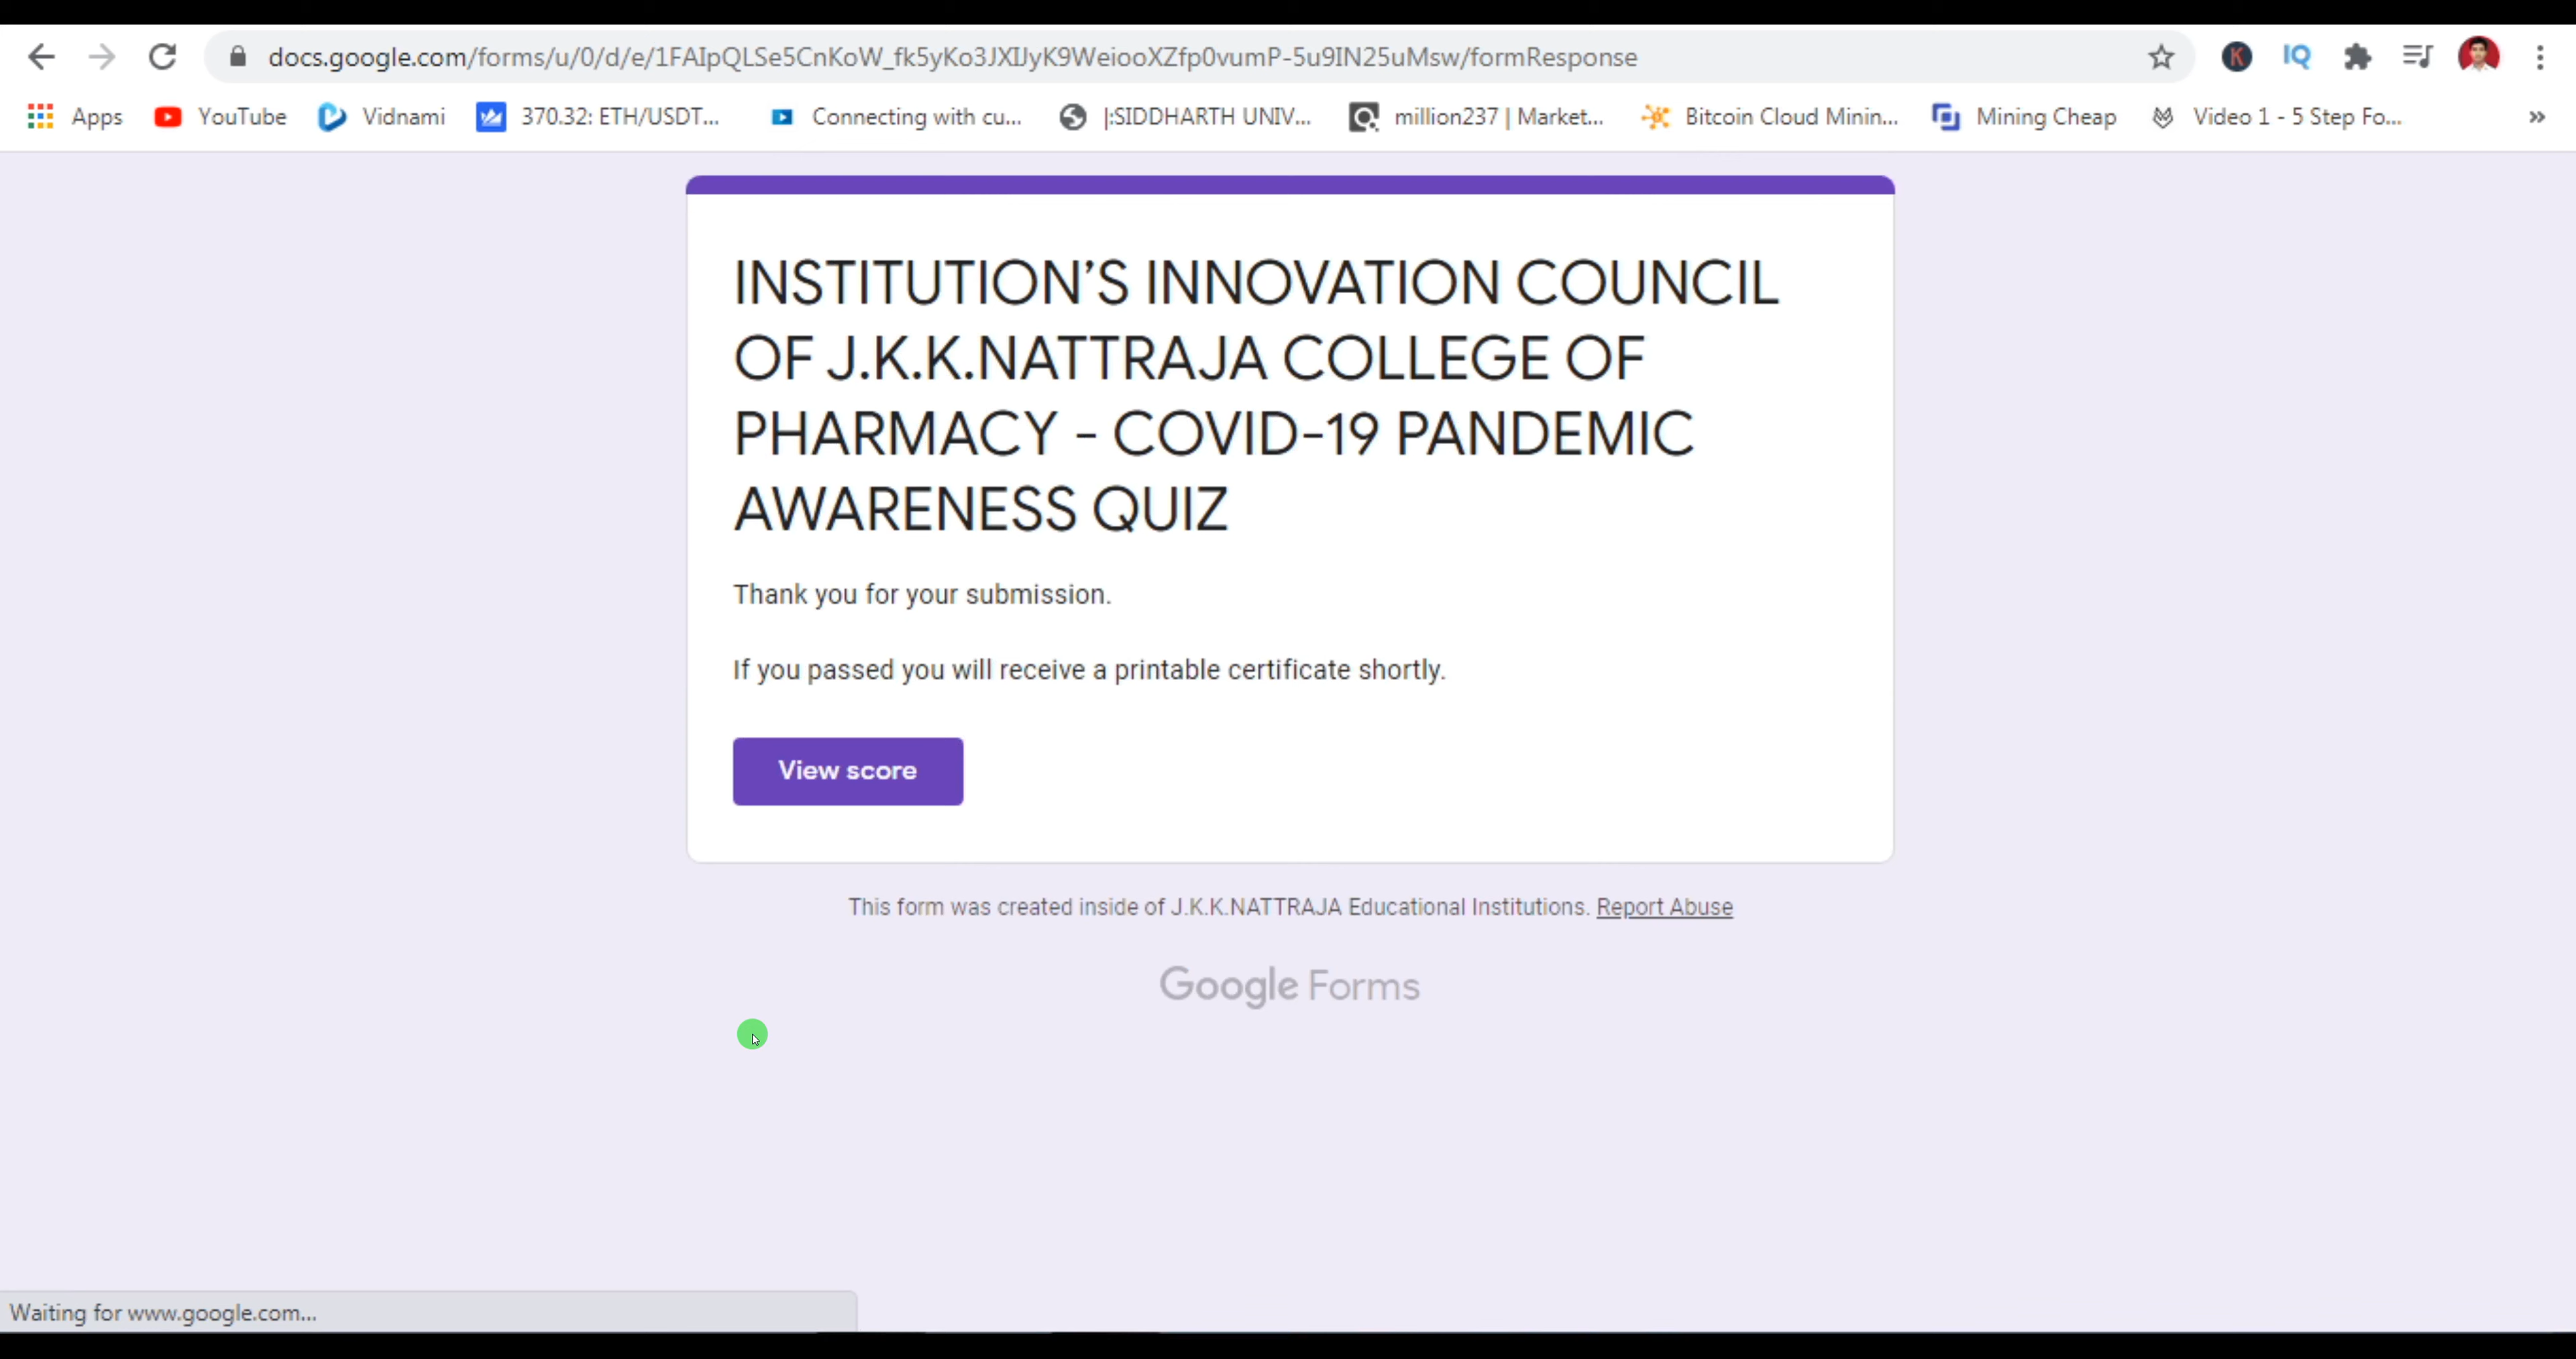 docs.google.com/forms/u/0/d/e/1FAIpQLSe5CnKoW_fk5yKo3JXIJyK9WeiooXZfp0vumP-5u9IN25uMsw/formResponse
K
IQ
Apps
YouTube
Vidnami
370.32: ETH/USDT...
Connecting with cu...
|:SIDDHARTH UNIV...
million237 | Market...
Bitcoin Cloud Minin...
Mining Cheap
Video 1 - 5 Step Fo...
»
INSTITUTION’S INNOVATION COUNCIL
OF J.K.K.NATTRAJA COLLEGE OF
PHARMACY - COVID-19 PANDEMIC
AWARENESS QUIZ
Thank you for your submission.
If you passed you will receive a printable certificate shortly.
View score
This form was created inside of J.K.K.NATTRAJA Educational Institutions. Report Abuse
Google Forms
Waiting for www.google.com...